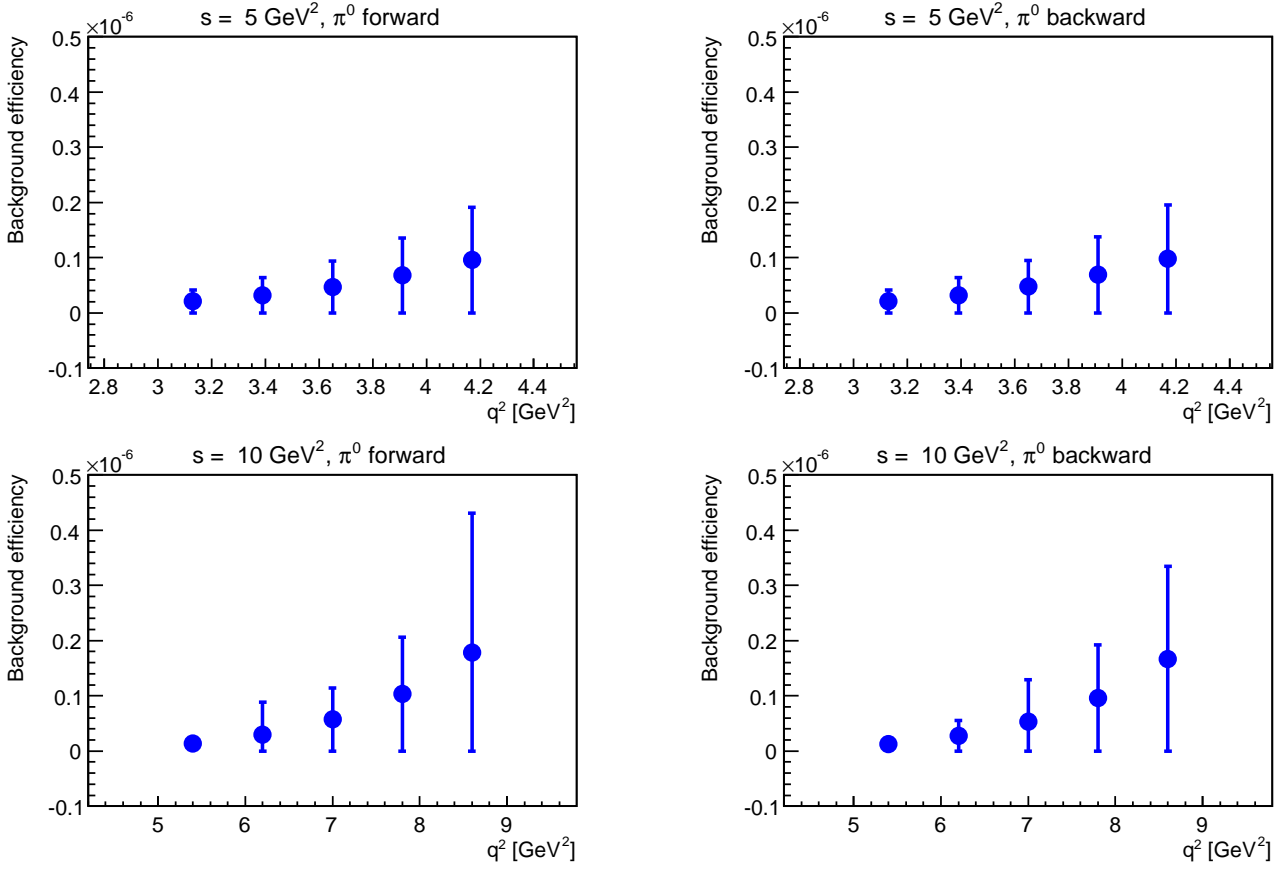 s = 5 GeV², π⁰ forward
×10⁻⁶
Background efficiency
0.5
0.4
0.3
0.2
0.1
0
-0.1
2.8 3 3.2 3.4 3.6 3.8 4 4.2 4.4
q² [GeV²]
s = 5 GeV², π⁰ backward
×10⁻⁶
Background efficiency
0.5
0.4
0.3
0.2
0.1
0
-0.1
2.8 3 3.2 3.4 3.6 3.8 4 4.2 4.4
q² [GeV²]
s = 10 GeV², π⁰ forward
×10⁻⁶
Background efficiency
0.5
0.4
0.3
0.2
0.1
0
-0.1
5 6 7 8 9
q² [GeV²]
s = 10 GeV², π⁰ backward
×10⁻⁶
Background efficiency
0.5
0.4
0.3
0.2
0.1
0
-0.1
5 6 7 8 9
q² [GeV²]